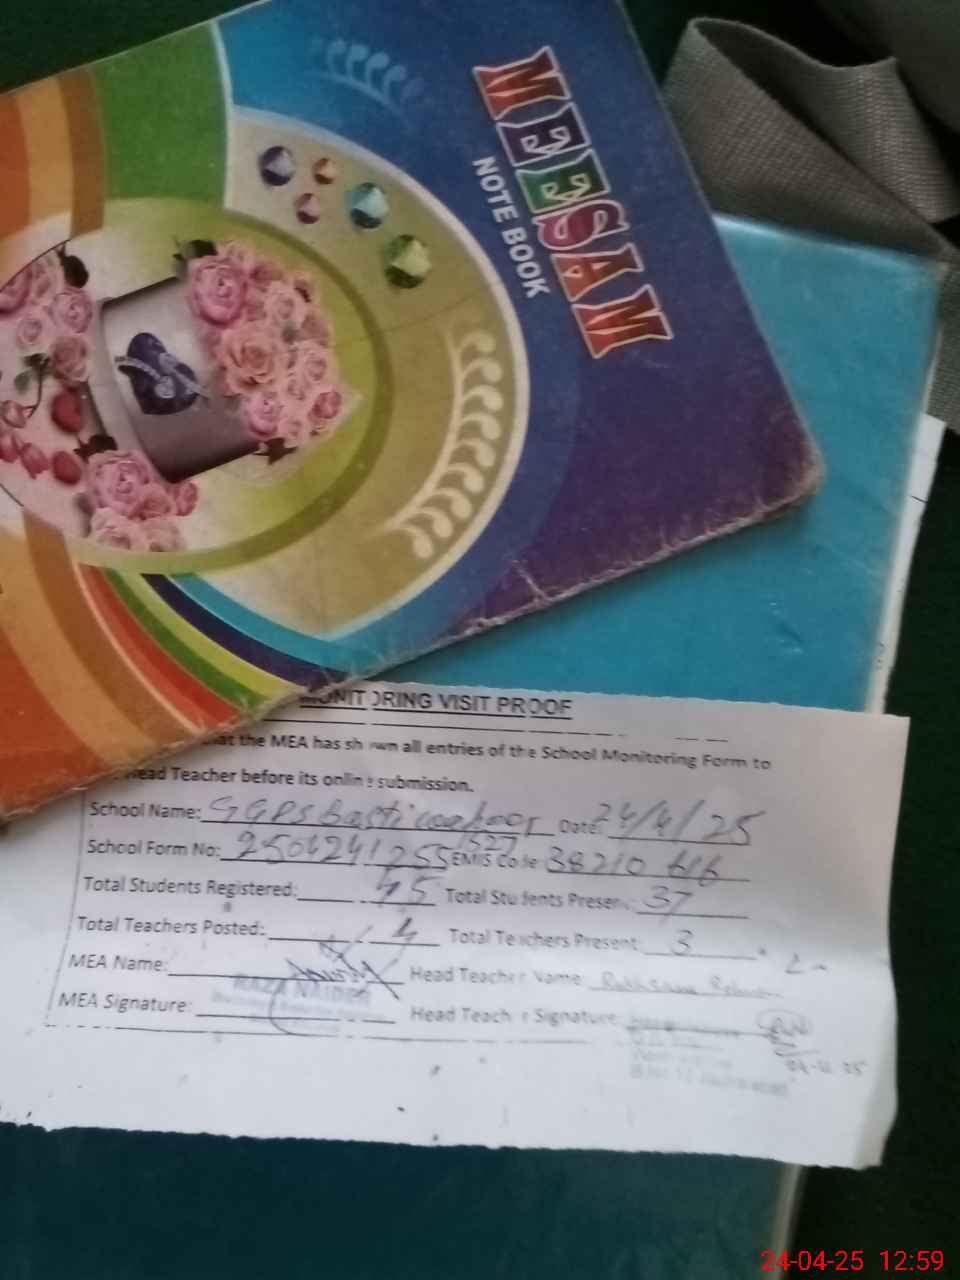 MEESAM
NOTE BOOK
MONITORING VISIT PROOF
that the MEA has shown all entries of the School Monitoring Form to
Head Teacher before its online submission.
School Name: GGPS Basti Date: 24/4/25
School Form No: 2504241255 1527 EMIS Code: 38210 616
Total Students Registered: 45 Total Students Present: 37
Total Teachers Posted: 4 Total Teachers Present: 3
MEA Name: Head Teacher Name:
RAZA
MEA Signature: Head Teacher Signature:
24-04-25 12:59